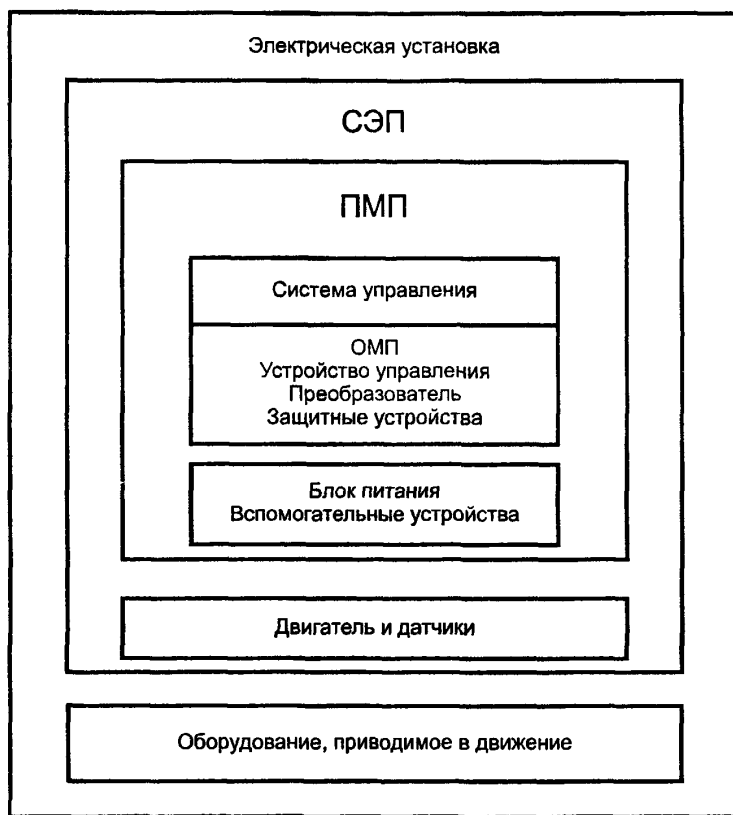 Электрическая установка
СЭП
ПМП
Система управления
ОМП
Устройство управления
Преобразователь
Защитные устройства
Блок питания
Вспомогательные устройства
Двигатель и датчики
Оборудование, приводимое в движение